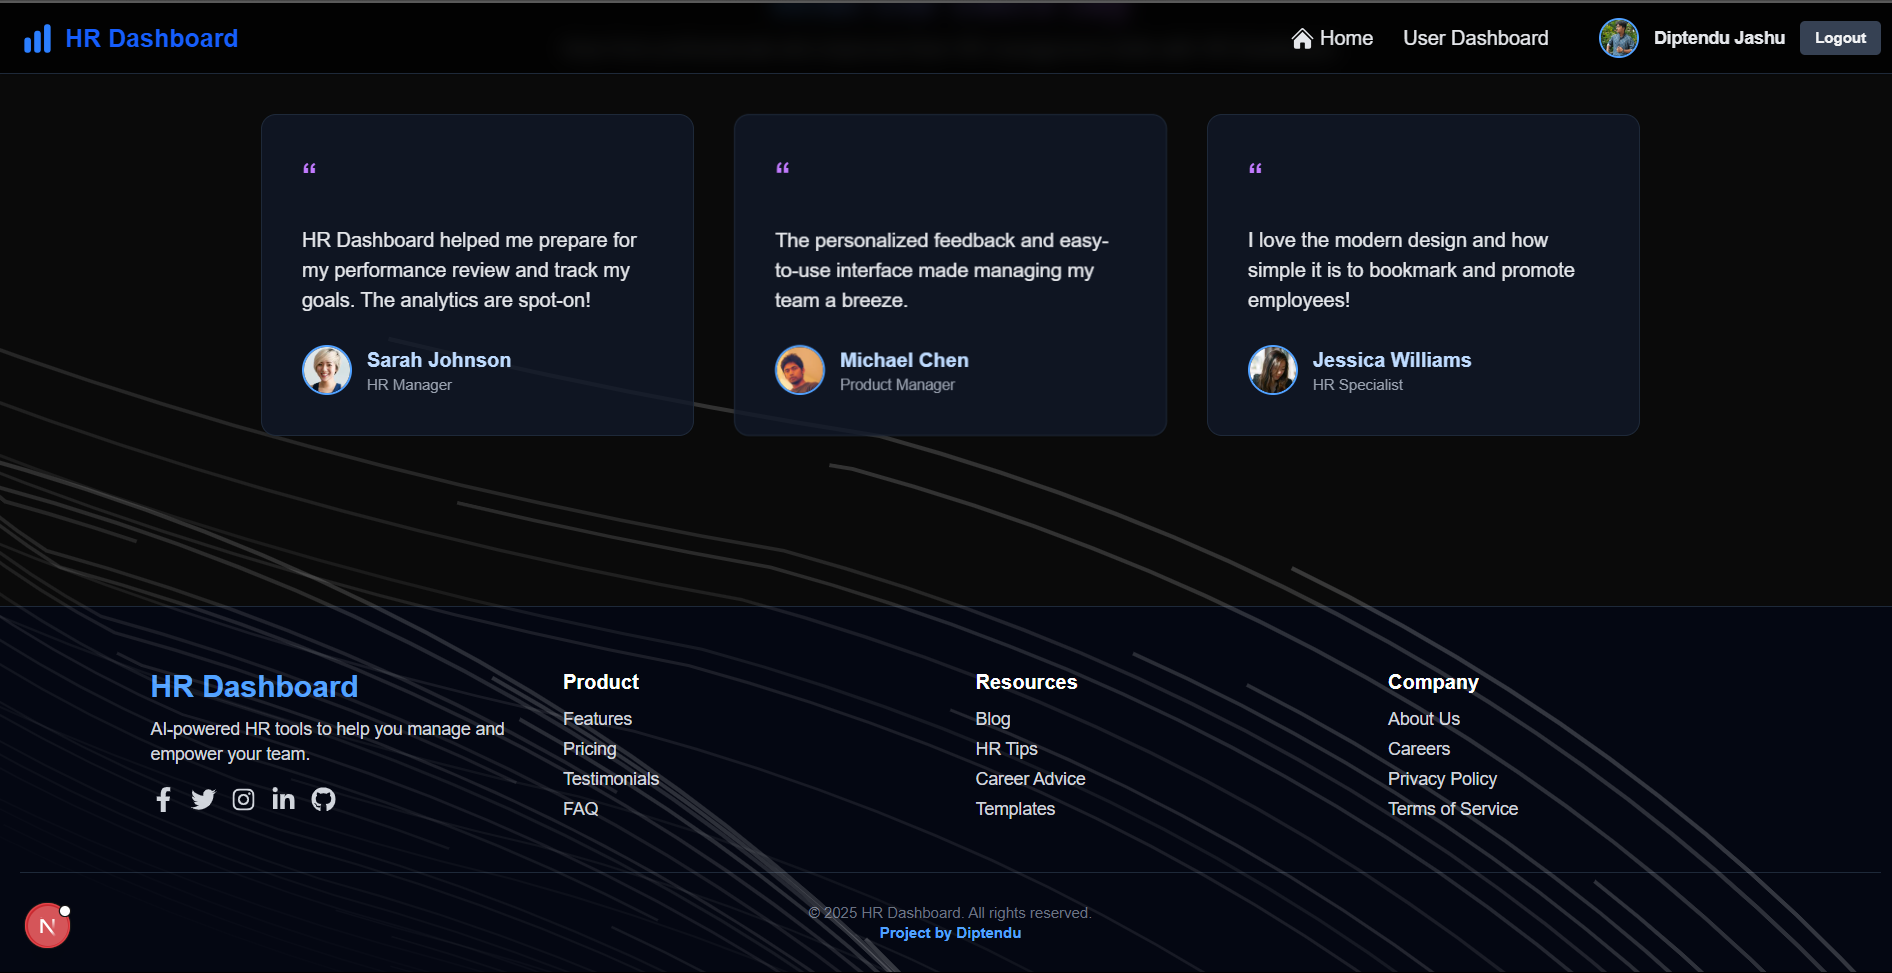 HR Dashboard
Home
User Dashboard
Diptendu Jashu
Logout
“
HR Dashboard helped me prepare for
my performance review and track my
goals. The analytics are spot-on!
Sarah Johnson
HR Manager
“
The personalized feedback and easy-
to-use interface made managing my
team a breeze.
Michael Chen
Product Manager
“
I love the modern design and how
simple it is to bookmark and promote
employees!
Jessica Williams
HR Specialist
HR Dashboard
AI-powered HR tools to help you manage and
empower your team.
Product
Features
Pricing
Testimonials
FAQ
Resources
Blog
HR Tips
Career Advice
Templates
Company
About Us
Careers
Privacy Policy
Terms of Service
N
© 2025 HR Dashboard. All rights reserved.
Project by Diptendu